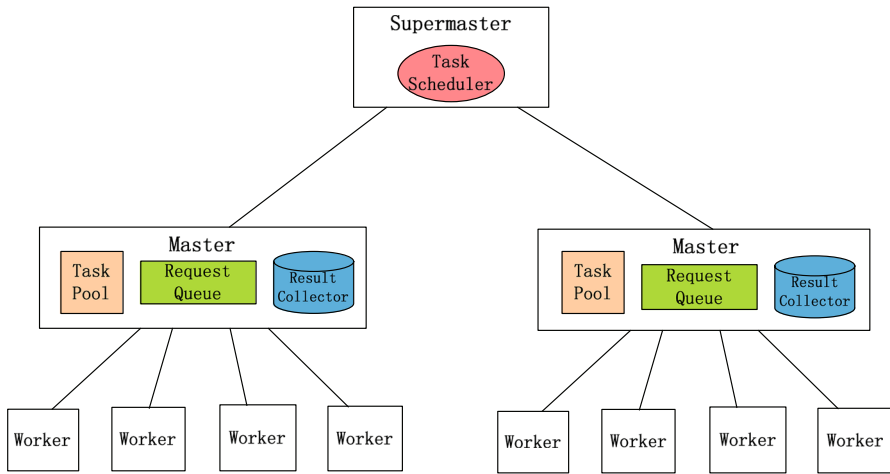 Supermaster
Task
Scheduler
Master
Task
Pool
Request
Queue
Result
Collector
Master
Task
Pool
Request
Queue
Result
Collector
Worker
Worker
Worker
Worker
Worker
Worker
Worker
Worker